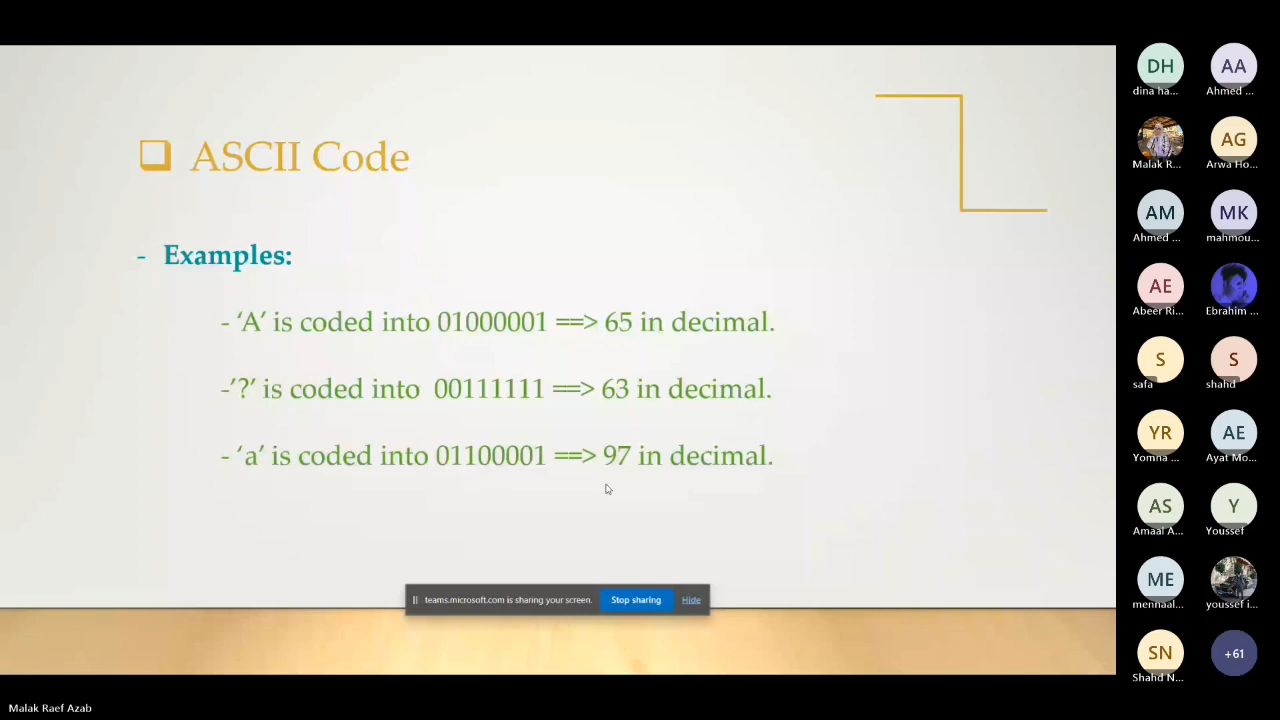 ❑ ASCII Code
- Examples:
- ‘A’ is coded into 01000001 ==> 65 in decimal.
-’?’ is coded into 00111111 ==> 63 in decimal.
- ‘a’ is coded into 01100001 ==> 97 in decimal.
teams.microsoft.com is sharing your screen. Stop sharing Hide
DH AA
dina ha... Ahmed ...
AG
Malak R... Arwa Ho...
AM MK
Ahmed ... mahmou...
AE
Abeer Ri... Ebrahim ...
S S
safa shahd
YR AE
Yomna ... Ayat Mo...
AS Y
Amaal A... Youssef
ME
mennaal... youssef i...
SN +61
Shahd N...
Malak Raef Azab